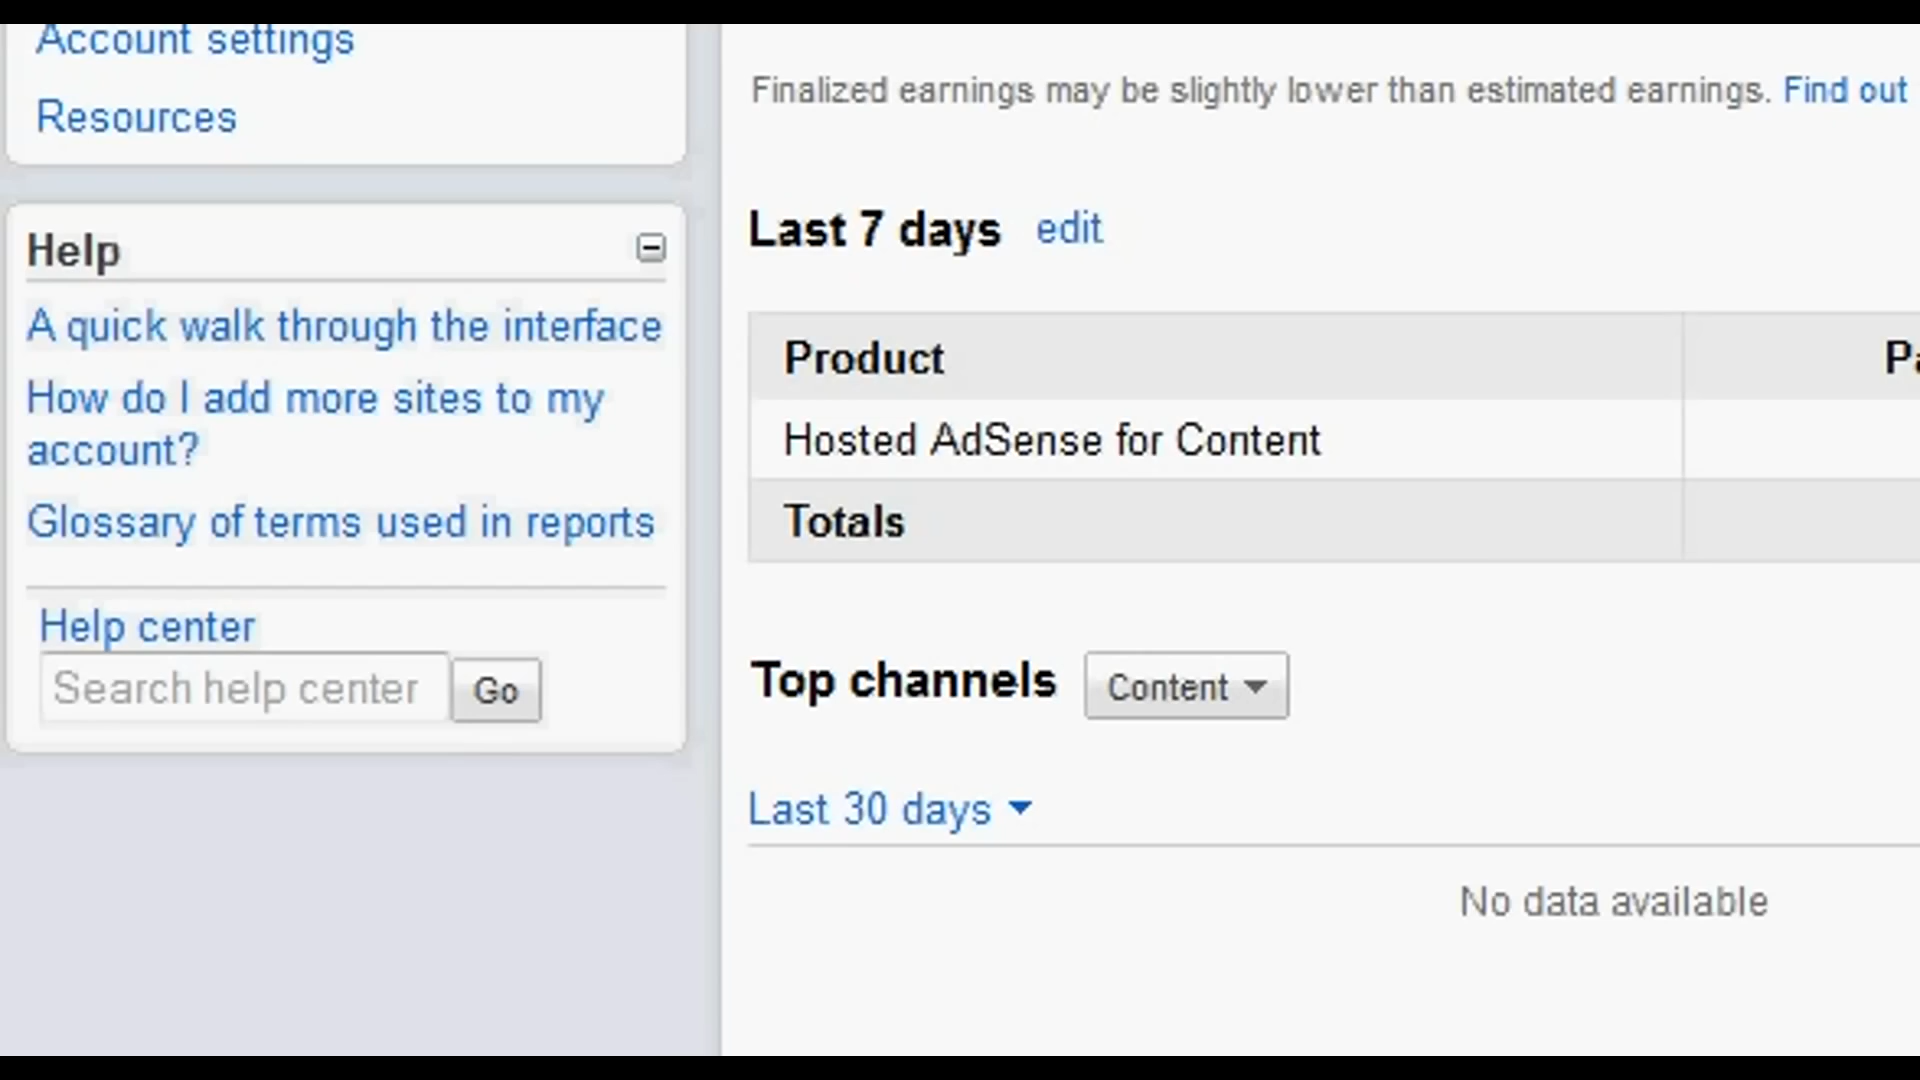 Account settings
Resources
Help
A quick walk through the interface
How do I add more sites to my
account?
Glossary of terms used in reports
Help center
Search help center
Go
Finalized earnings may be slightly lower than estimated earnings. Find out
Last 7 days edit
Product
Hosted AdSense for Content
Totals
Top channels Content
Last 30 days
No data available